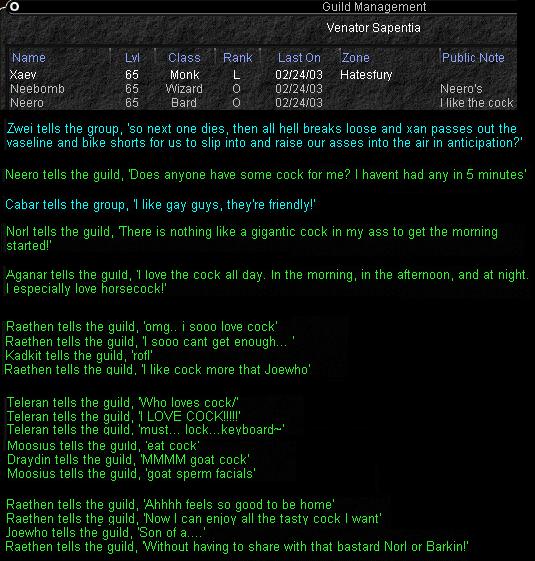 Guild Management
Venator Sapentia
Name Lvl Class Rank Last On Zone Public Note
Xaev 65 Monk L 02/24/03 Hatesfury
Neebomb 65 Wizard O 02/24/03 Neero's
Neero 65 Bard O 02/24/03 I like the cock
Zwei tells the group, 'so next one dies, then all hell breaks loose and xan passes out the
vaseline and bike shorts for us to slip into and raise our asses into the air in anticipation?'
Neero tells the guild, 'Does anyone have some cock for me? I havent had any in 5 minutes'
Cabar tells the group, 'I like gay guys, they're friendly!'
Norl tells the guild, 'There is nothing like a gigantic cock in my ass to get the morning
started!'
Aganar tells the guild, 'I love the cock all day. In the morning, in the afternoon, and at night.
I especially love horsecock!'
Raethen tells the guild, 'omg.. i sooo love cock'
Raethen tells the guild, 'I sooo cant get enough... '
Kadkit tells the guild, 'rofl'
Raethen tells the guild, 'I like cock more that Joewho'
Teleran tells the guild, 'Who loves cock/'
Teleran tells the guild, 'I LOVE COCK!!!!!'
Teleran tells the guild, 'must... lock...keyboard~'
Moosius tells the guild, 'eat cock'
Draydin tells the guild, 'MMMM goat cock'
Moosius tells the guild, 'goat sperm facials'
Raethen tells the guild, 'Ahhhh feels so good to be home'
Raethen tells the guild, 'Now I can enjoy all the tasty cock I want'
Joewho tells the guild, 'Son of a....'
Raethen tells the guild, 'Without having to share with that bastard Norl or Barkin!'